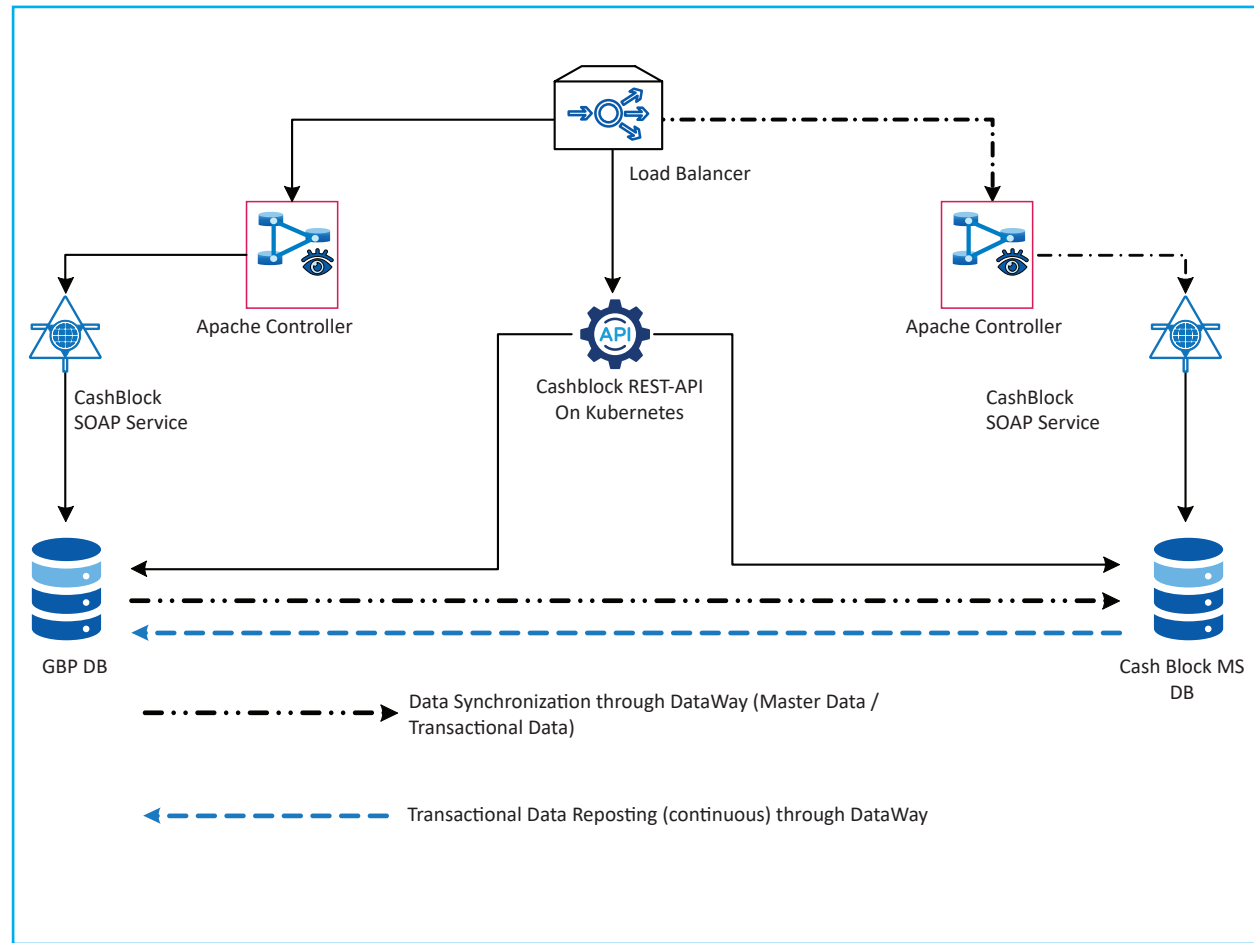 Load Balancer
Apache Controller
Apache Controller
API
Cashblock REST-API
On Kubernetes
CashBlock
SOAP Service
CashBlock
SOAP Service
GBP DB
Cash Block MS
DB
Data Synchronization through DataWay (Master Data /
Transactional Data)
Transactional Data Reposting (continuous) through DataWay